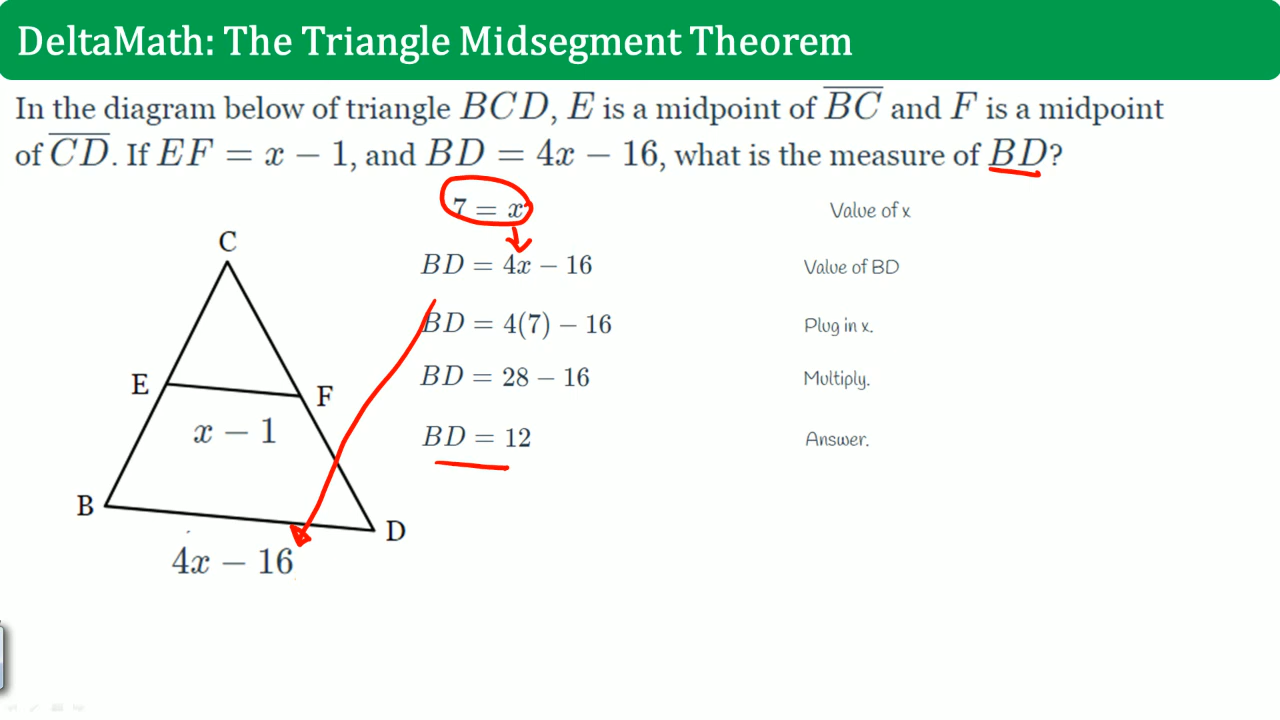 DeltaMath: The Triangle Midsegment Theorem
In the diagram below of triangle BCD, E is a midpoint of BC and F is a midpoint
of CD. If EF = x − 1, and BD = 4x − 16, what is the measure of BD?
7 = x Value of x
BD = 4x − 16 Value of BD
BD = 4(7) − 16 Plug in x.
BD = 28 − 16 Multiply.
BD = 12 Answer.
C
E
F
x − 1
B
D
4x − 16